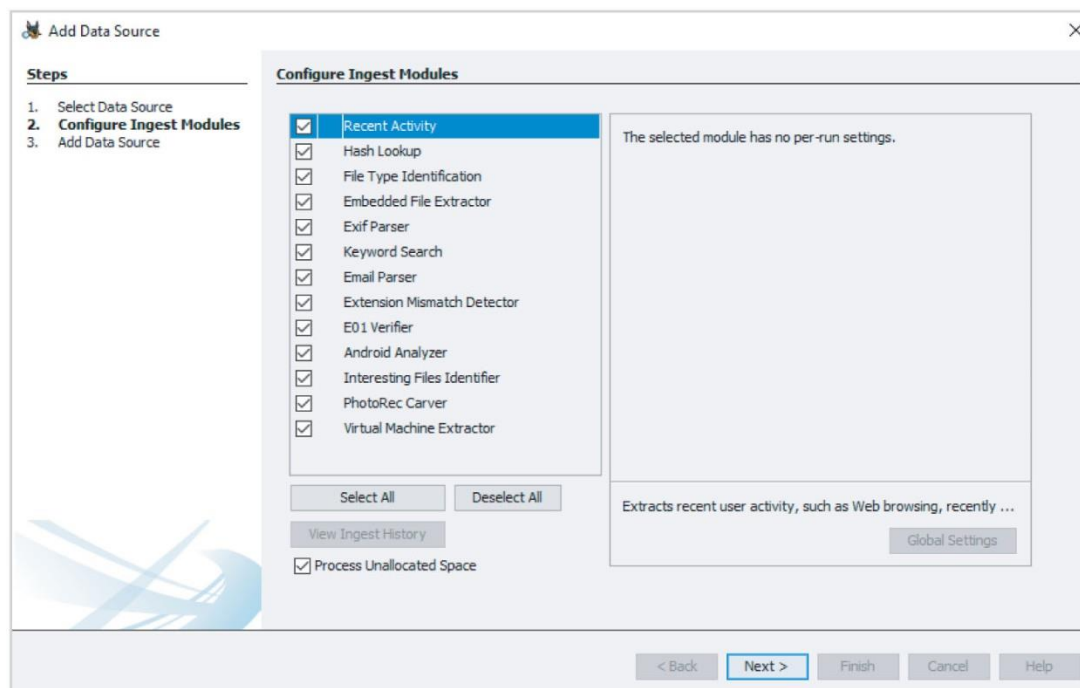 Add Data Source
Steps
1. Select Data Source
2. Configure Ingest Modules
3. Add Data Source
Configure Ingest Modules
Recent Activity
Hash Lookup
File Type Identification
Embedded File Extractor
Exif Parser
Keyword Search
Email Parser
Extension Mismatch Detector
E01 Verifier
Android Analyzer
Interesting Files Identifier
PhotoRec Carver
Virtual Machine Extractor
Select All
Deselect All
View Ingest History
Process Unallocated Space
The selected module has no per-run settings.
Extracts recent user activity, such as Web browsing, recently ...
Global Settings
< Back
Next >
Finish
Cancel
Help